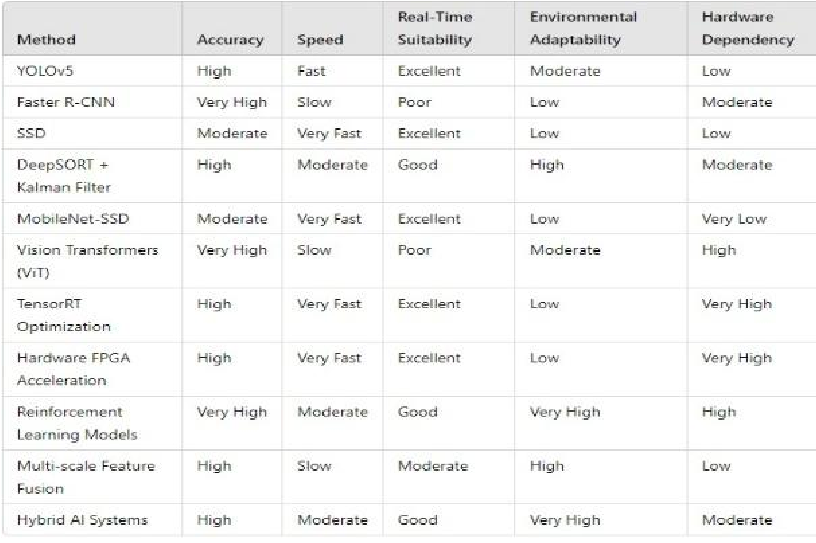 Method Accuracy Speed Real-Time Suitability Environmental Adaptability Hardware Dependency
YOLOv5 High Fast Excellent Moderate Low
Faster R-CNN Very High Slow Poor Low Moderate
SSD Moderate Very Fast Excellent Low Low
DeepSORT + Kalman Filter High Moderate Good High Moderate
MobileNet-SSD Moderate Very Fast Excellent Low Very Low
Vision Transformers (ViT) Very High Slow Poor Moderate High
TensorRT Optimization High Very Fast Excellent Low Very High
Hardware FPGA Acceleration High Very Fast Excellent Low Very High
Reinforcement Learning Models Very High Moderate Good Very High High
Multi-scale Feature Fusion High Slow Moderate High Low
Hybrid AI Systems High Moderate Good Very High Moderate